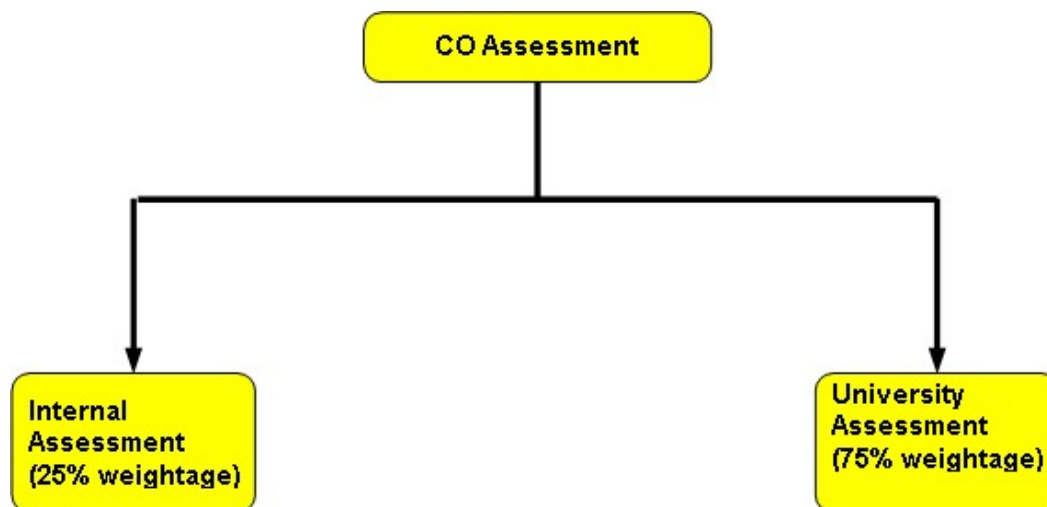 CO Assessment
Internal
Assessment
(25% weightage)
University
Assessment
(75% weightage)